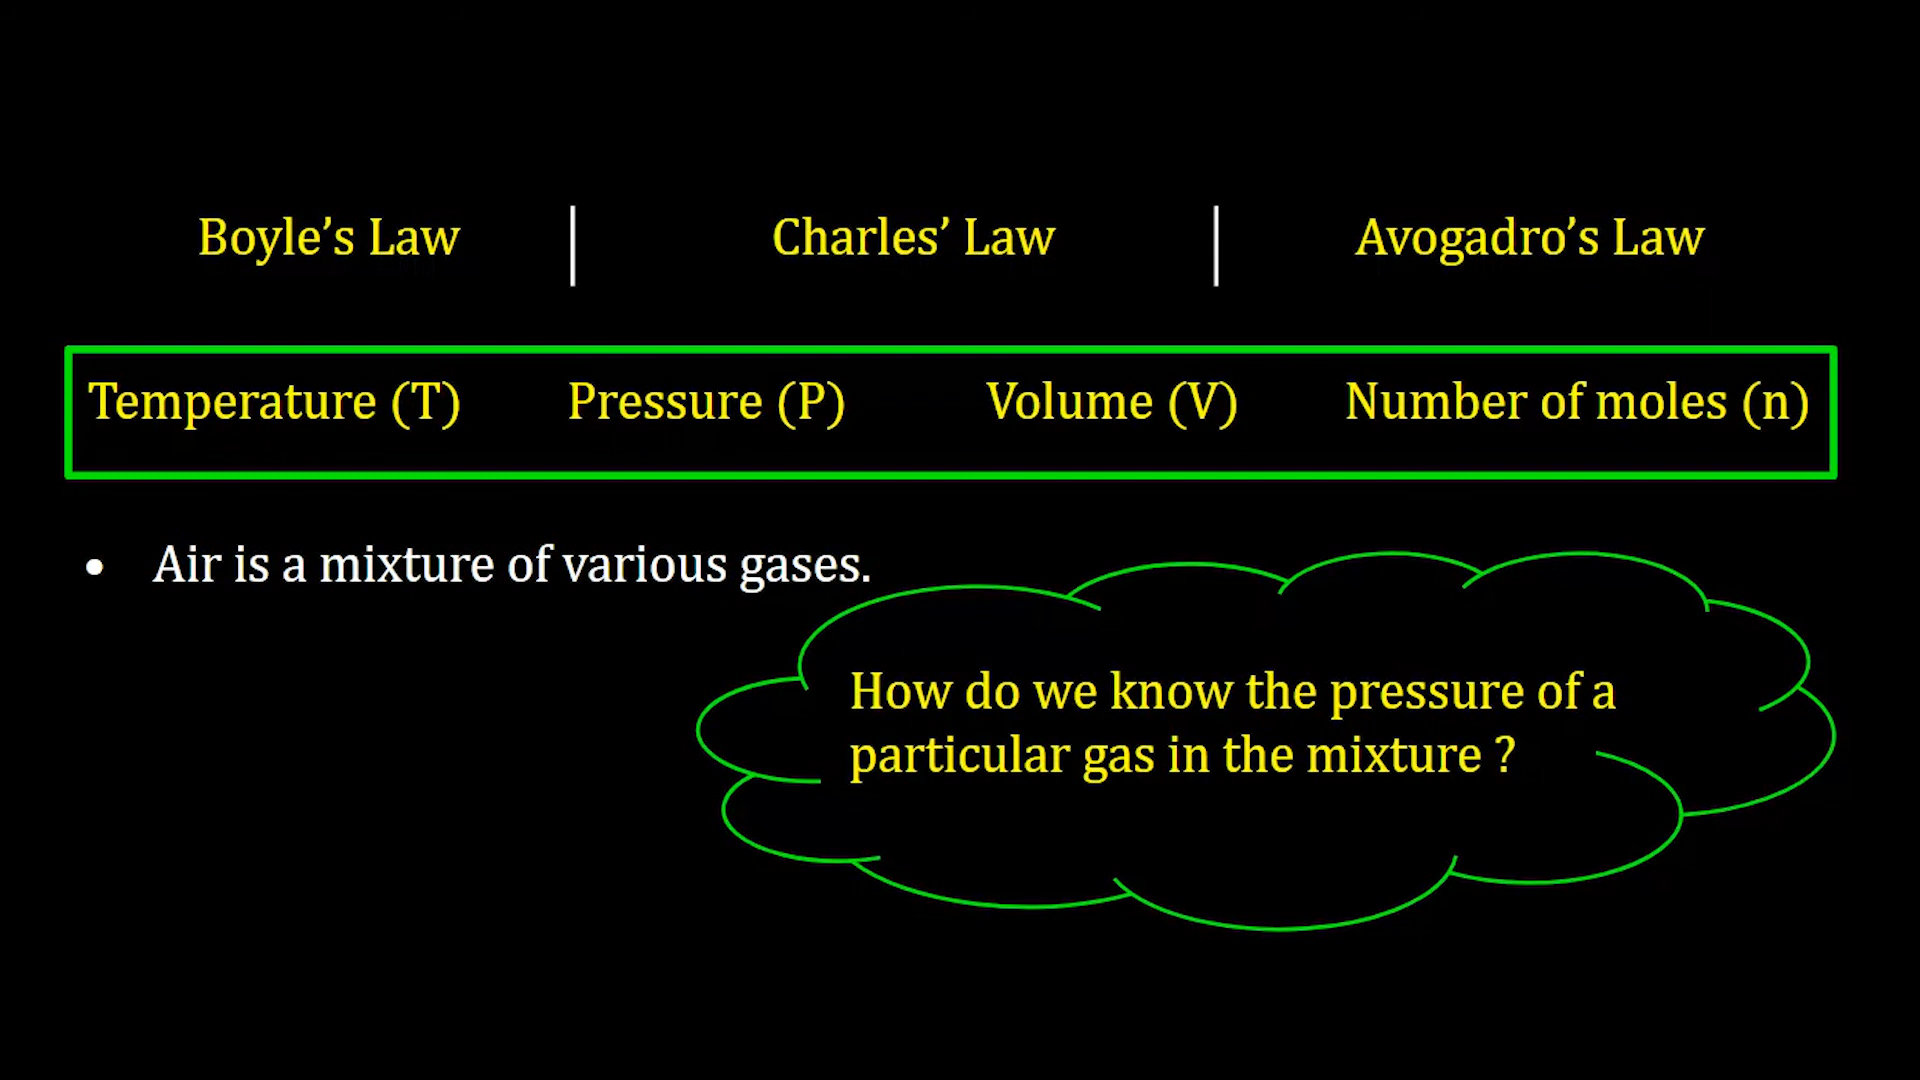 Boyle’s Law | Charles’ Law | Avogadro’s Law
Temperature (T) Pressure (P) Volume (V) Number of moles (n)
• Air is a mixture of various gases.
How do we know the pressure of a
particular gas in the mixture ?